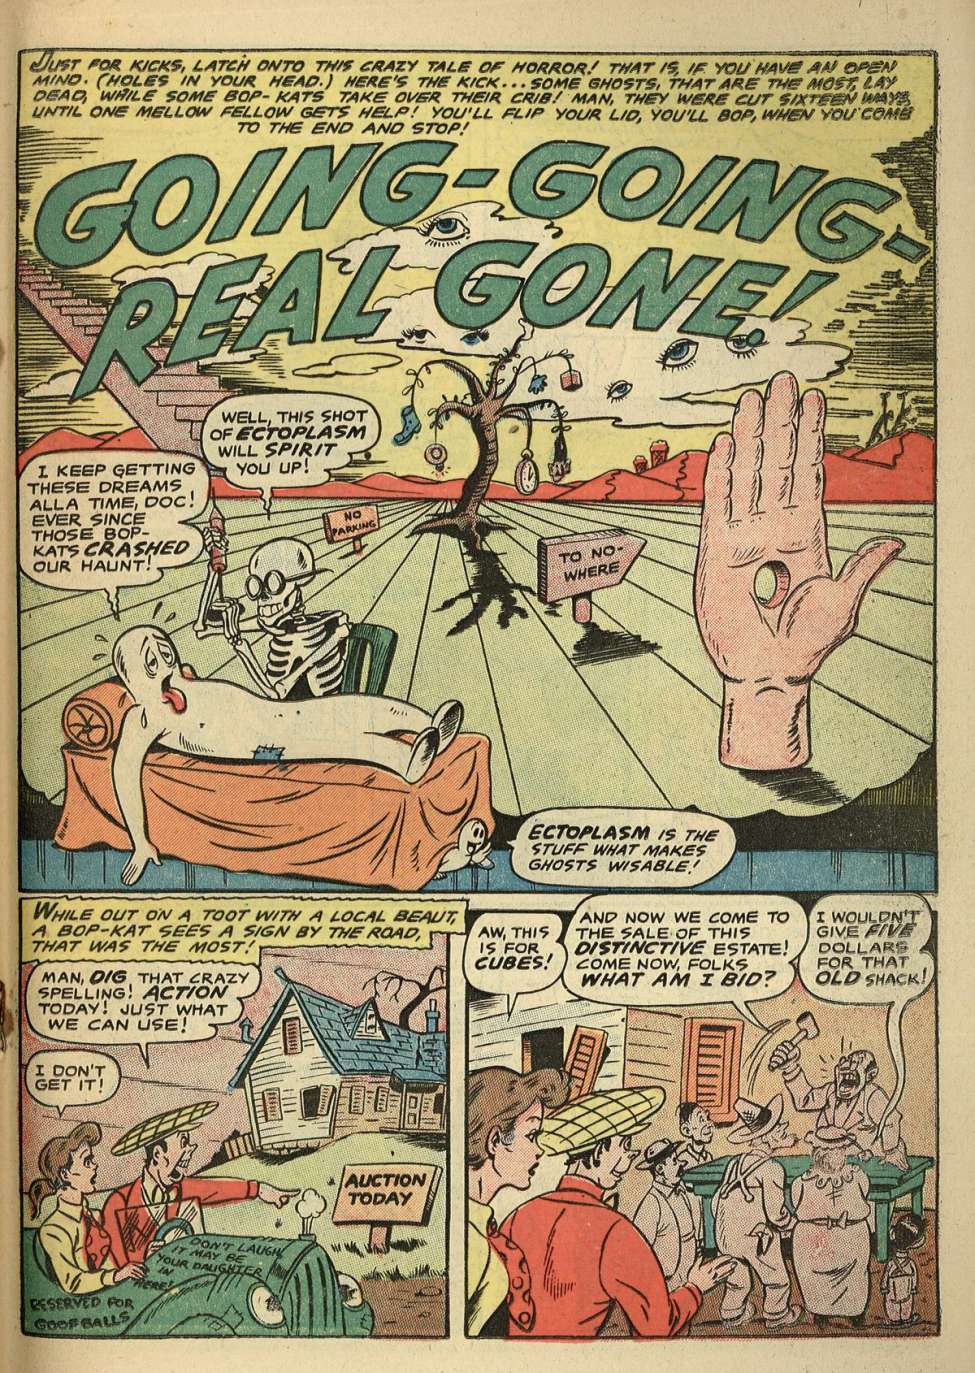 JUST FOR KICKS, LATCH ONTO THIS CRAZY TALE OF HORROR! THAT IS, IF YOU HAVE AN OPEN
MIND. (HOLES IN YOUR HEAD.) HERE'S THE KICK... SOME GHOSTS, THAT ARE THE MOST, LAY
DEAD, WHILE SOME BOP-KATS TAKE OVER THEIR CRIB! MAN, THEY WERE CUT SIXTEEN WAYS,
UNTIL ONE MELLOW FELLOW GETS HELP! YOU'LL FLIP YOUR LID, YOU'LL BOP, WHEN YOU COME
TO THE END AND STOP!
GOING-GOING-
REAL GONE!
WELL, THIS SHOT
OF ECTOPLASM
WILL SPIRIT
YOU UP!
I KEEP GETTING
THESE DREAMS
ALLA TIME, DOC!
EVER SINCE
THOSE BOP-
KATS CRASHED
OUR HAUNT!
NO
PARKING
TO NO-
WHERE
ECTOPLASM IS THE
STUFF WHAT MAKES
GHOSTS WISABLE!
WHILE OUT ON A TOOT WITH A LOCAL BEAUT,
A BOP-KAT SEES A SIGN BY THE ROAD,
THAT WAS THE MOST!
MAN, DIG THAT CRAZY
SPELLING! ACTION
TODAY! JUST WHAT
WE CAN USE!
I DON'T
GET IT!
AUCTION
TODAY
DON'T LAUGH,
IT MAY BE
YOUR DAUGHTER
IN
HERE!
RESERVED FOR
GOOFBALLS
AW, THIS
IS FOR
CUBES!
AND NOW WE COME TO
THE SALE OF THIS
DISTINCTIVE ESTATE!
COME NOW, FOLKS,
WHAT AM I BID?
I WOULDN'T
GIVE FIVE
DOLLARS
FOR THAT
OLD SHACK!